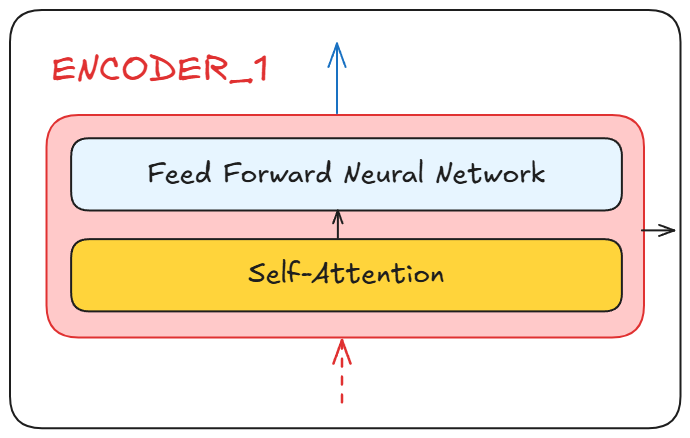 ENCODER_1
Feed Forward Neural Network
Self-Attention